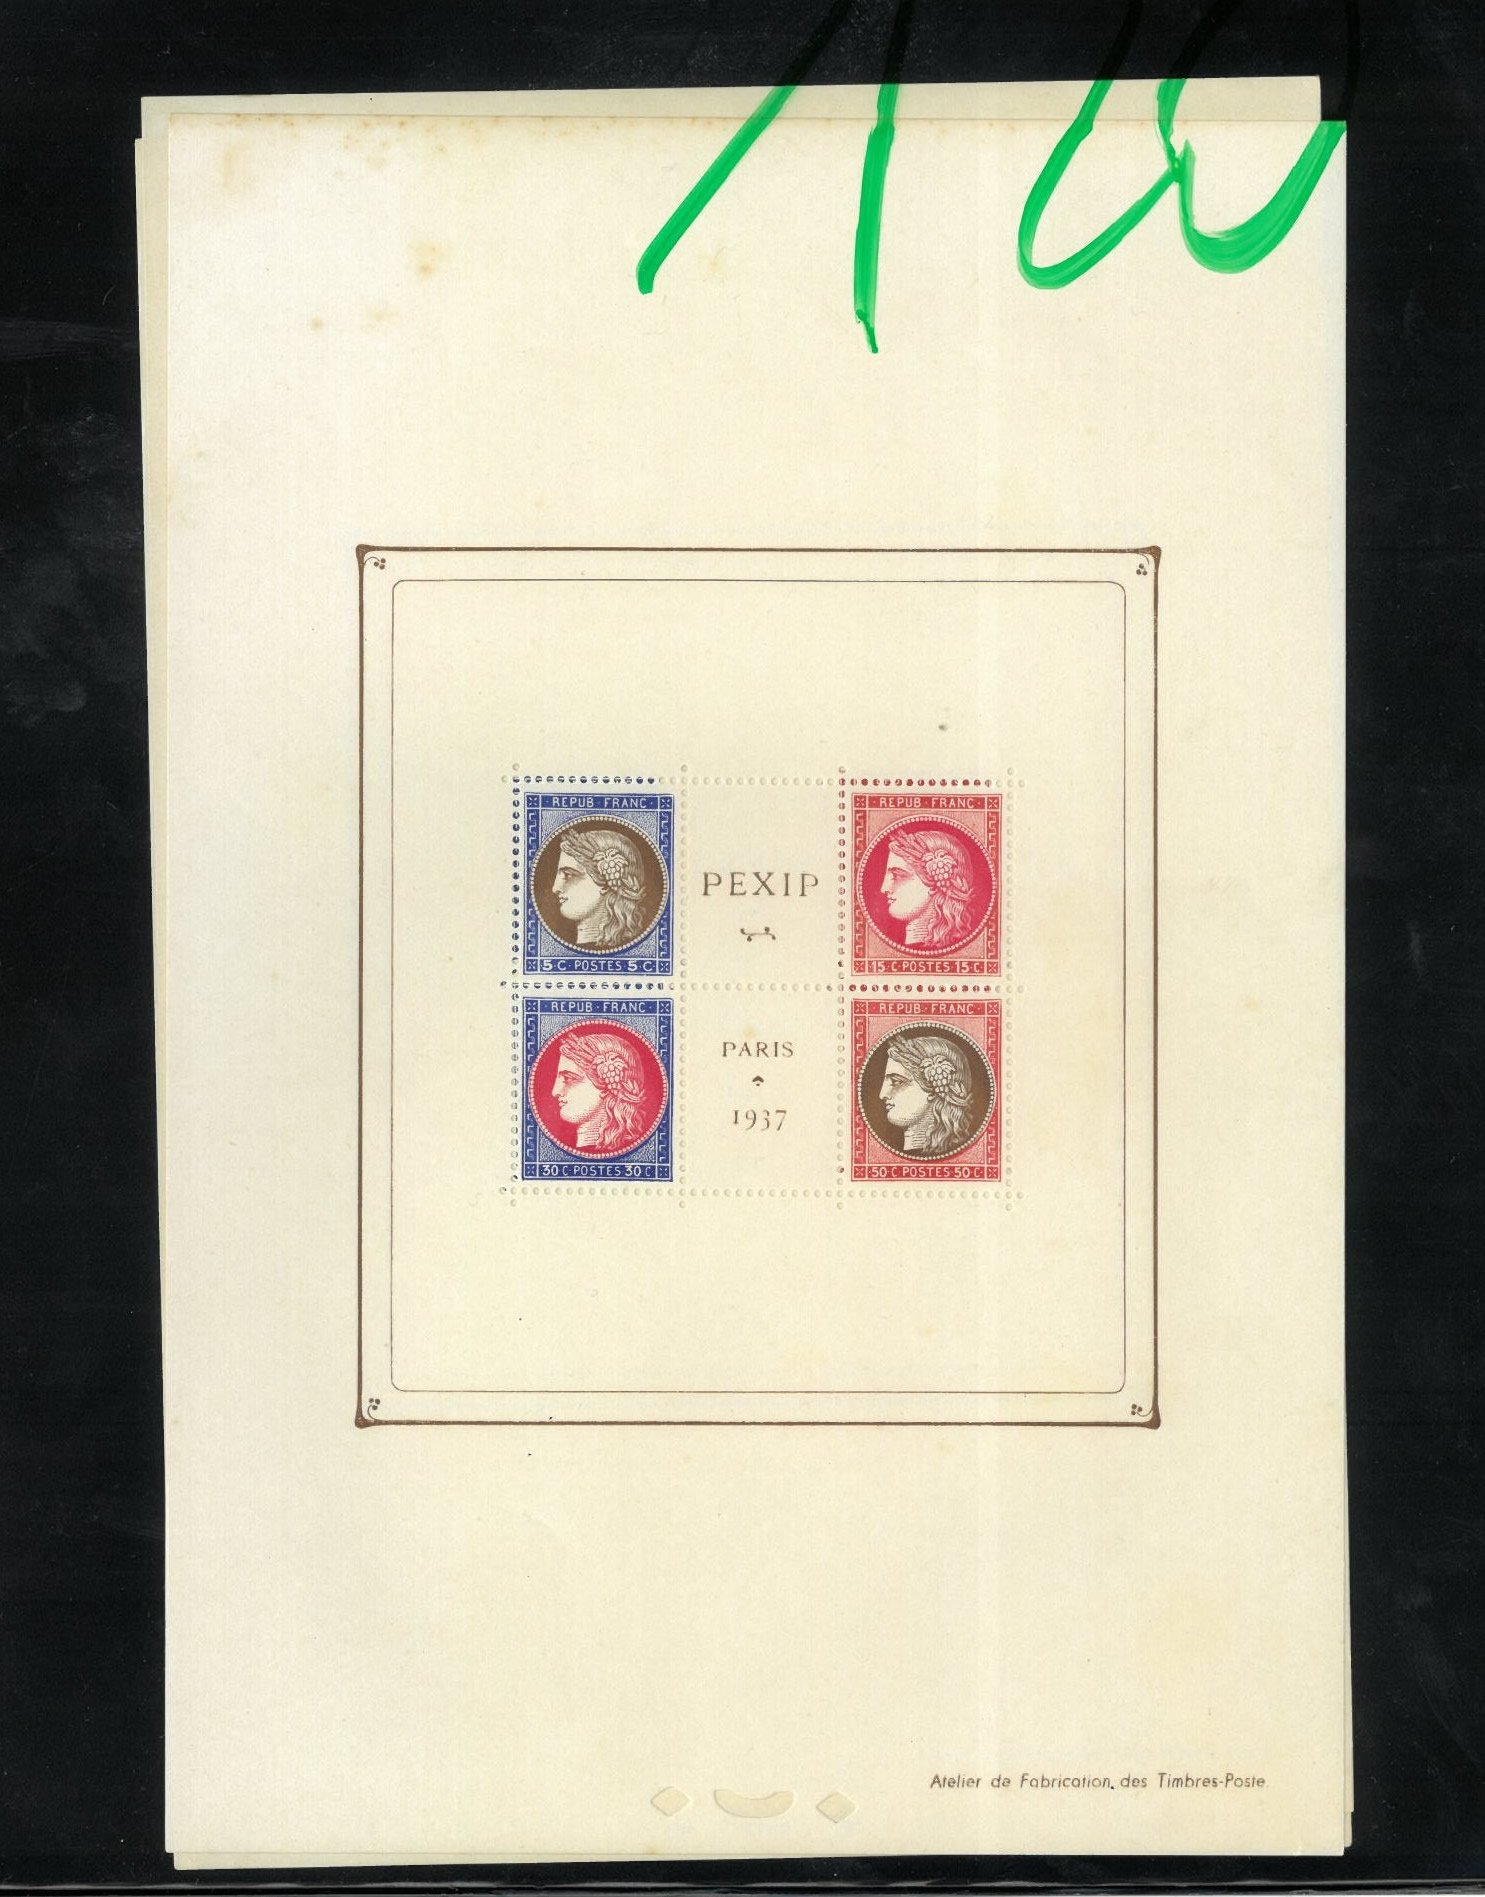 REPUB·FRANC·
5·C·POSTES 5·C·
PEXIP
REPUB·FRANC·
15·C·POSTES 15·C
REPUB·FRANC·
30·C·POSTES 30·C
PARIS
1937
REPUB·FRANC·
50·C·POSTES·50·C
Atelier de Fabrication des Timbres-Poste